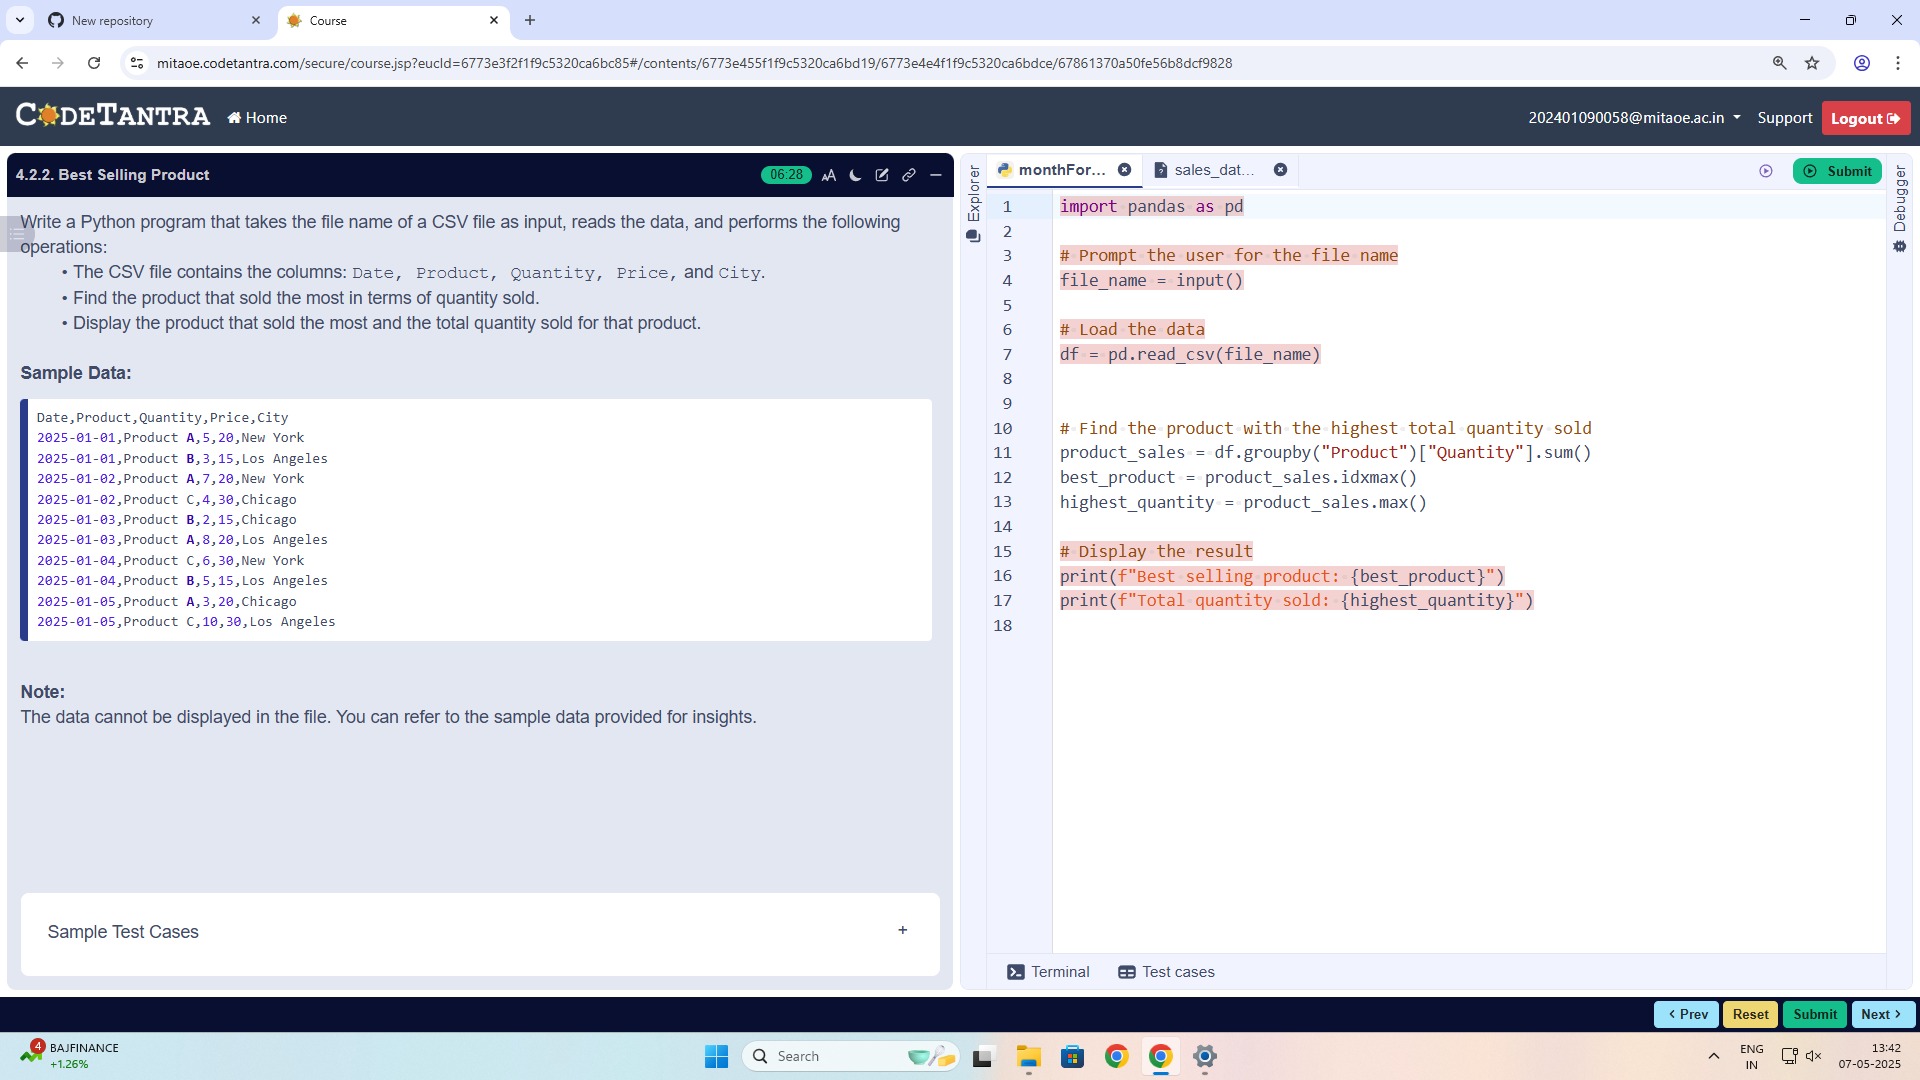 New repository
Course
mitaoe.codetantra.com/secure/course.jsp?eucId=6773e3f2f1f9c5320ca6bc85#/contents/6773e455f1f9c5320ca6bd19/6773e4e4f1f9c5320ca6bdce/67861370a50fe56b8dcf9828
CODETANTRA
Home
202401090058@mitaoe.ac.in
Support
Logout
4.2.2. Best Selling Product
06:28
AA
Write a Python program that takes the file name of a CSV file as input, reads the data, and performs the following
operations:
• The CSV file contains the columns: Date, Product, Quantity, Price, and City.
• Find the product that sold the most in terms of quantity sold.
• Display the product that sold the most and the total quantity sold for that product.
Sample Data:
Date,Product,Quantity,Price,City
2025-01-01,Product A,5,20,New York
2025-01-01,Product B,3,15,Los Angeles
2025-01-02,Product A,7,20,New York
2025-01-02,Product C,4,30,Chicago
2025-01-03,Product B,2,15,Chicago
2025-01-03,Product A,8,20,Los Angeles
2025-01-04,Product C,6,30,New York
2025-01-04,Product B,5,15,Los Angeles
2025-01-05,Product A,3,20,Chicago
2025-01-05,Product C,10,30,Los Angeles
Note:
The data cannot be displayed in the file. You can refer to the sample data provided for insights.
Sample Test Cases
+
Explorer
monthFor...
sales_dat...
Submit
Debugger
1 import pandas as pd
2
3 # Prompt the user for the file name
4 file_name = input()
5
6 # Load the data
7 df = pd.read_csv(file_name)
8
9
10 # Find the product with the highest total quantity sold
11 product_sales = df.groupby("Product")["Quantity"].sum()
12 best_product = product_sales.idxmax()
13 highest_quantity = product_sales.max()
14
15 # Display the result
16 print(f"Best selling product: {best_product}")
17 print(f"Total quantity sold: {highest_quantity}")
18
Terminal
Test cases
< Prev
Reset
Submit
Next >
4
BAJFINANCE
+1.26%
Search
ENG
IN
13:42
07-05-2025